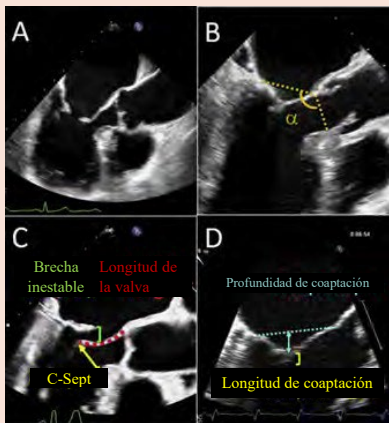 A
B
α
C
Brecha
inestable
Longitud de
la valva
C-Sept
D
Profundidad de coaptación
Longitud de coaptación